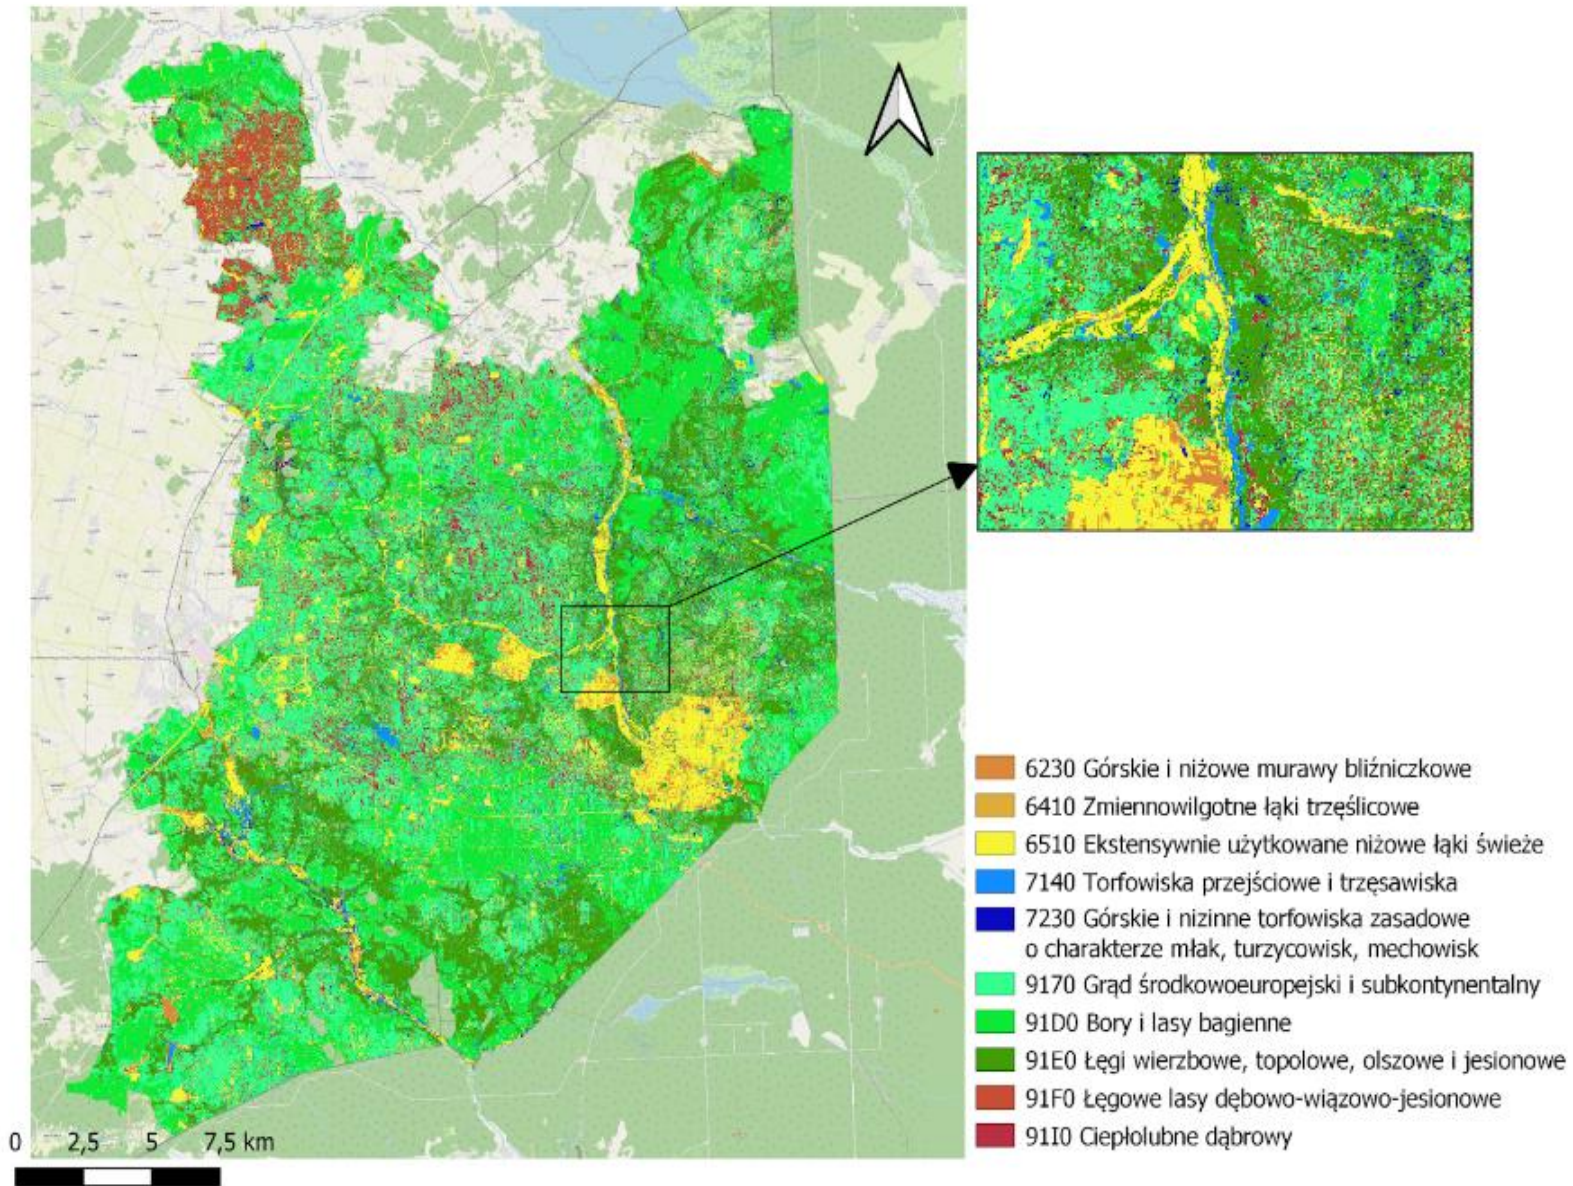 6230 Górskie i niżowe murawy bliźniczkowe
6410 Zmiennowilgotne łąki trzęślicowe
6510 Ekstensywnie użytkowane niżowe łąki świeże
7140 Torfowiska przejściowe i trzęsawiska
7230 Górskie i nizinne torfowiska zasadowe
o charakterze młak, turzycowisk, mechowisk
9170 Grąd środkowoeuropejski i subkontynentalny
91D0 Bory i lasy bagienne
91E0 Łęgi wierzbowe, topolowe, olszowe i jesionowe
91F0 Łęgowe lasy dębowo-wiązowo-jesionowe
91I0 Ciepłolubne dąbrowy
0 2,5 5 7,5 km